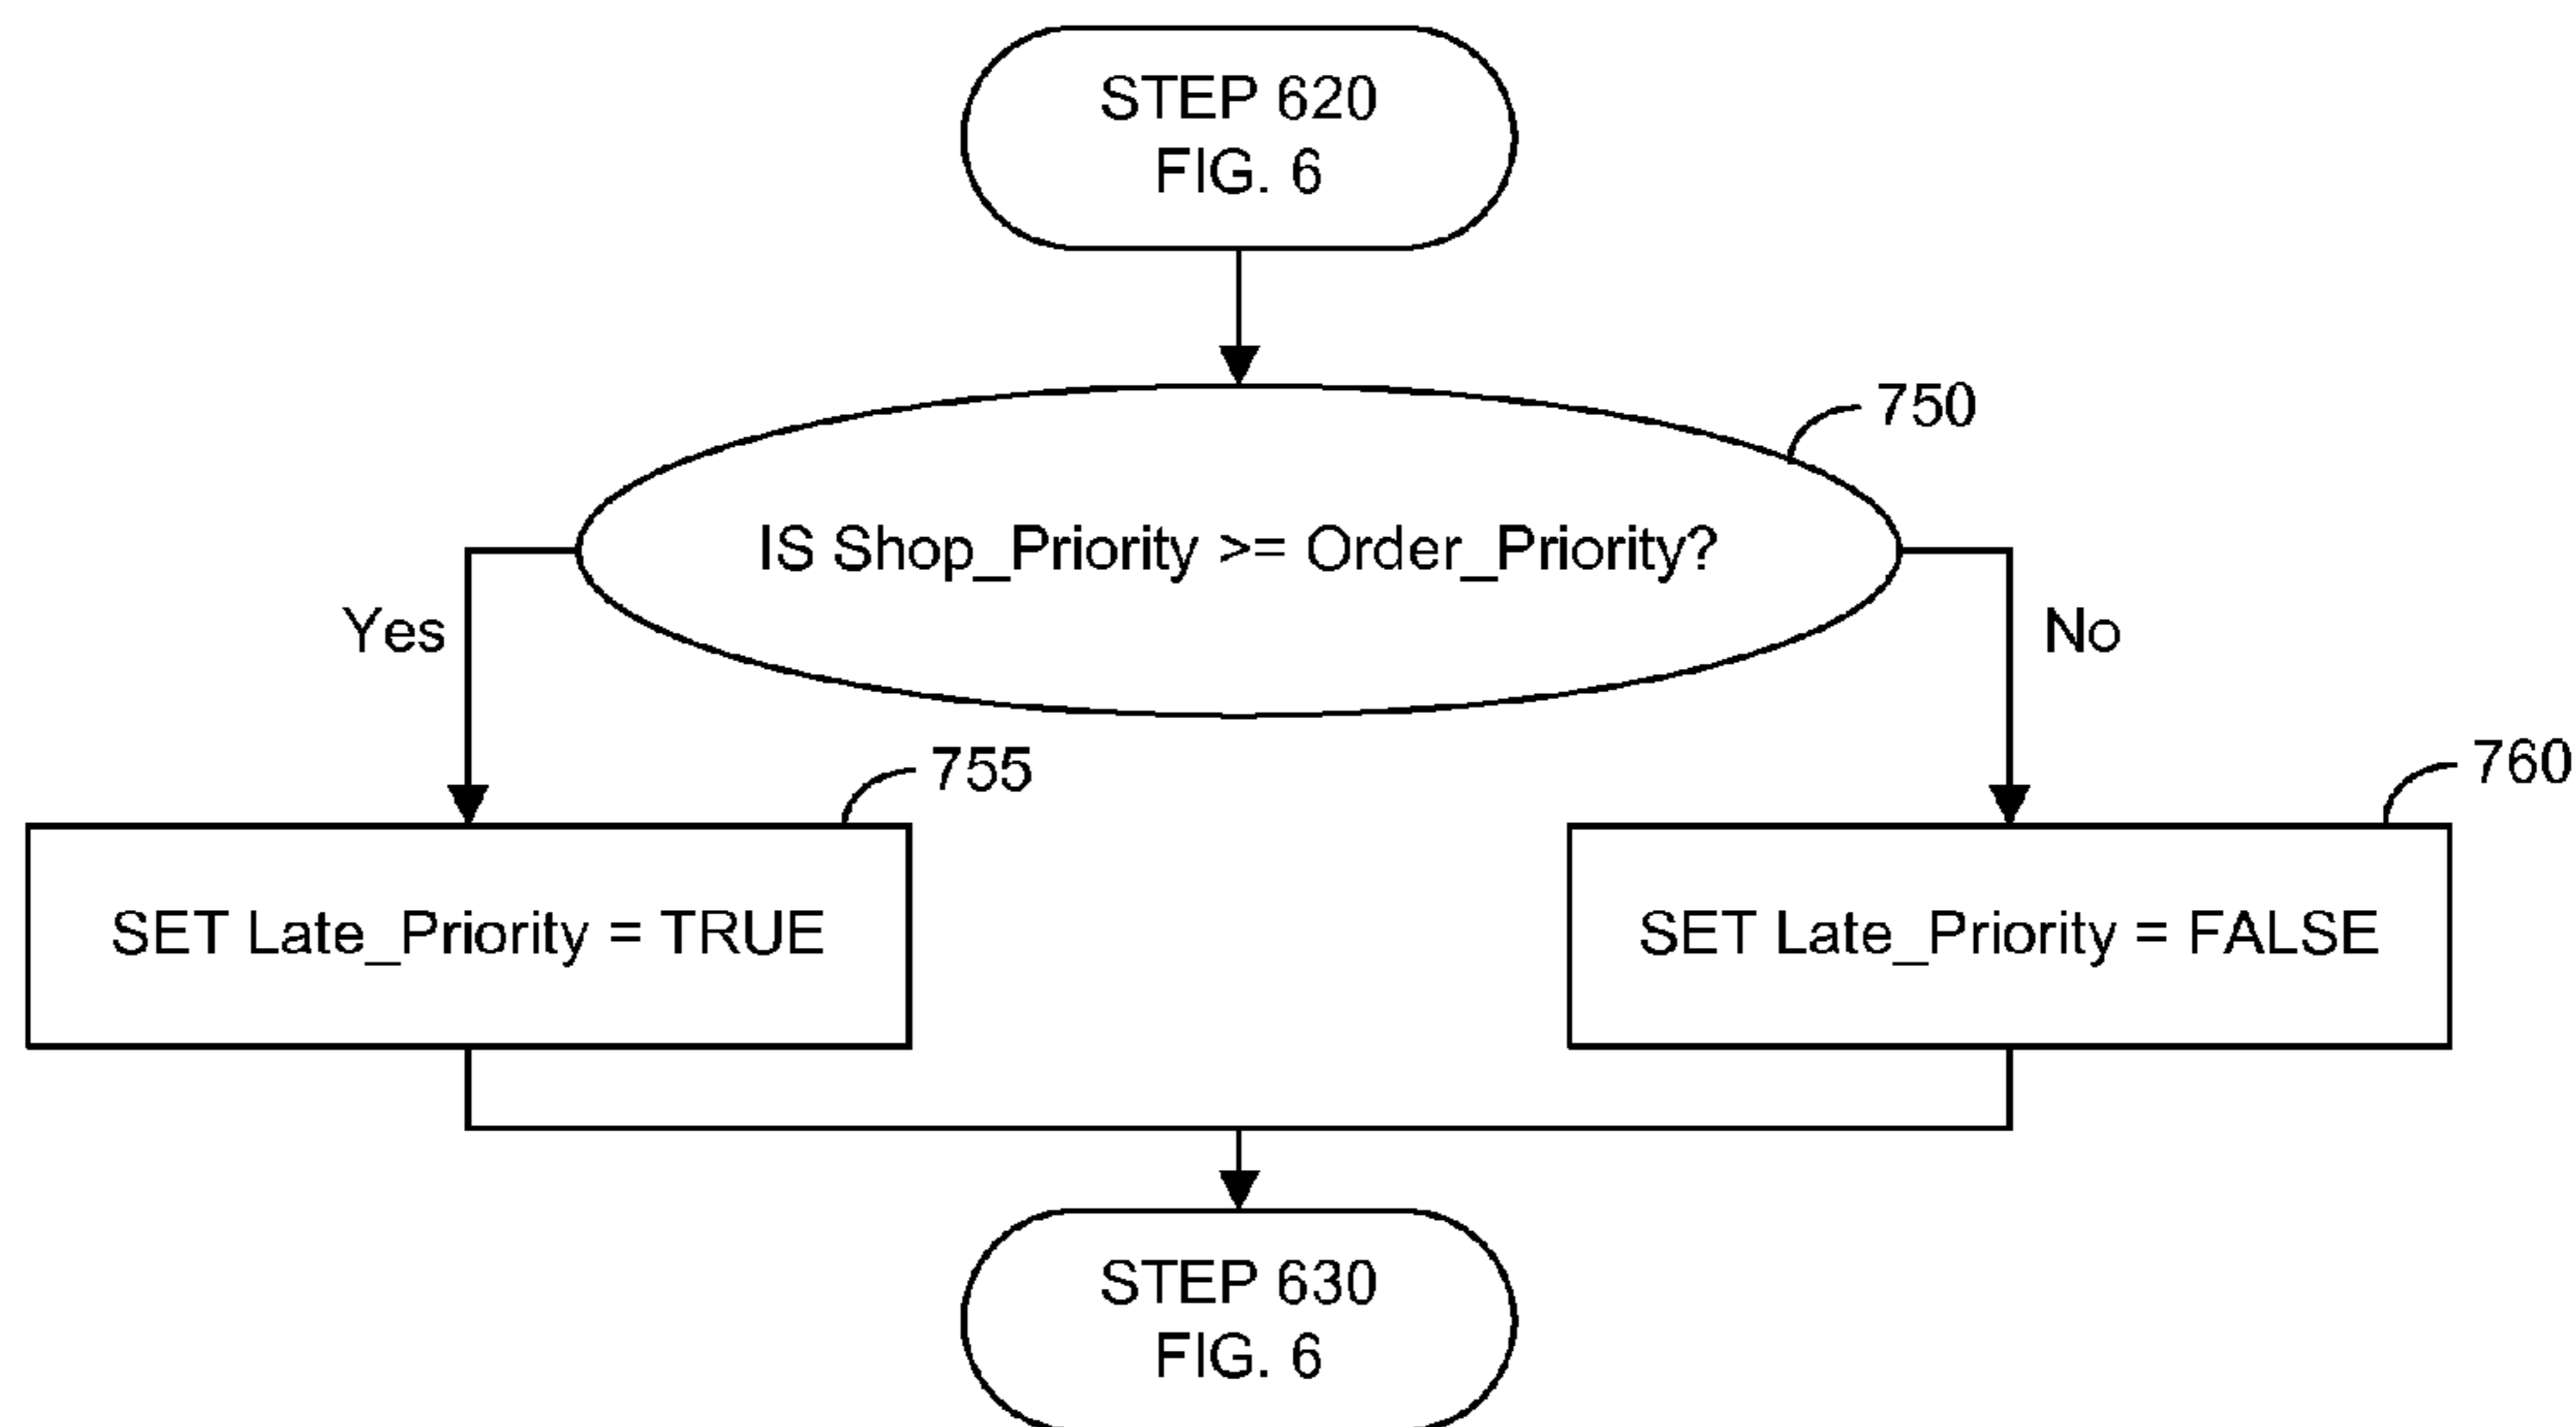 STEP 620
FIG. 6
750
IS Shop_Priority >= Order_Priority?
Yes
No
755
760
SET Late_Priority = TRUE
SET Late_Priority = FALSE
STEP 630
FIG. 6